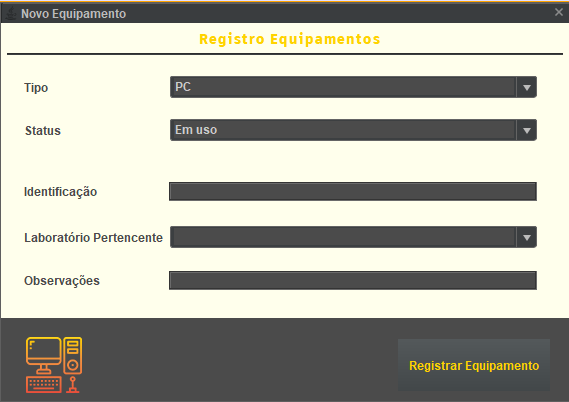 Novo Equipamento
Registro Equipamentos
Tipo PC
Status Em uso
Identificação
Laboratório Pertencente
Observações
Registrar Equipamento